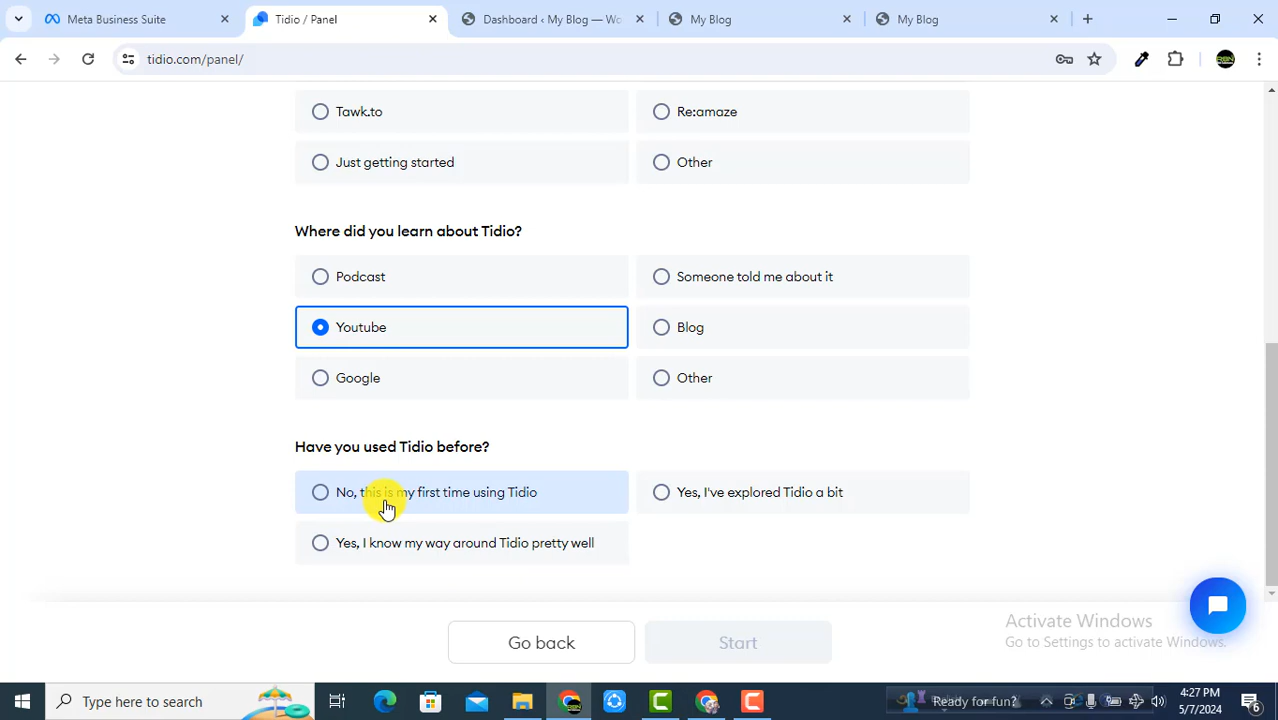 Meta Business Suite
Tidio / Panel
Dashboard ‹ My Blog — Wo
My Blog
My Blog
tidio.com/panel/
Tawk.to
Re:amaze
Just getting started
Other
Where did you learn about Tidio?
Podcast
Someone told me about it
Youtube
Blog
Google
Other
Have you used Tidio before?
No, this is my first time using Tidio
Yes, I've explored Tidio a bit
Yes, I know my way around Tidio pretty well
Go back
Start
Activate Windows
Go to Settings to activate Windows.
Type here to search
Ready for fun?
4:27 PM
5/7/2024
6